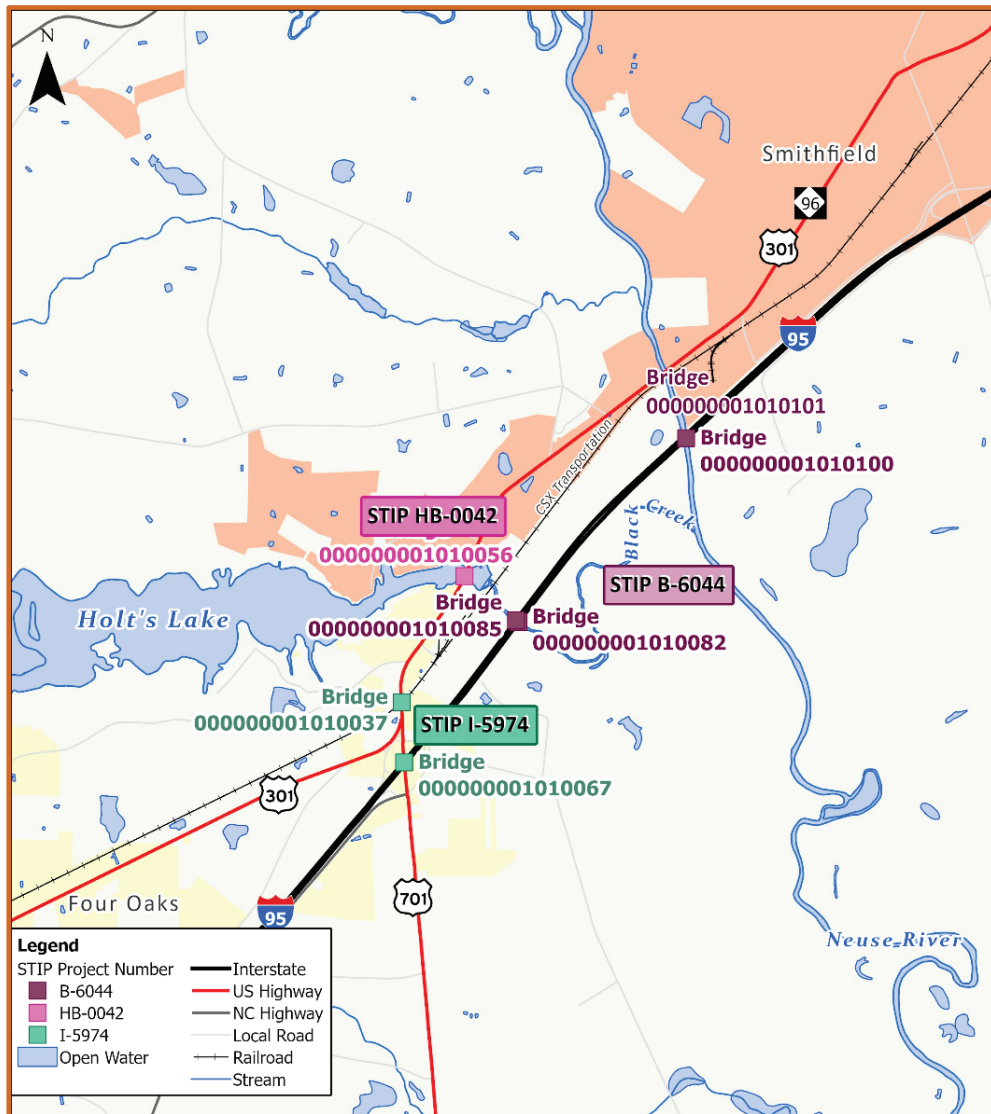 N
Smithfield
96
301
95
Bridge
000000001010101
Bridge
000000001010100
CSX Transportation
STIP HB-0042
000000001010056
Black Creek
STIP B-6044
Holt's Lake
Bridge
000000001010085
Bridge
000000001010082
Bridge
000000001010037
STIP I-5974
Bridge
000000001010067
301
Four Oaks
701
95
Neuse River
Legend
STIP Project Number
B-6044
HB-0042
I-5974
Open Water
Interstate
US Highway
NC Highway
Local Road
Railroad
Stream